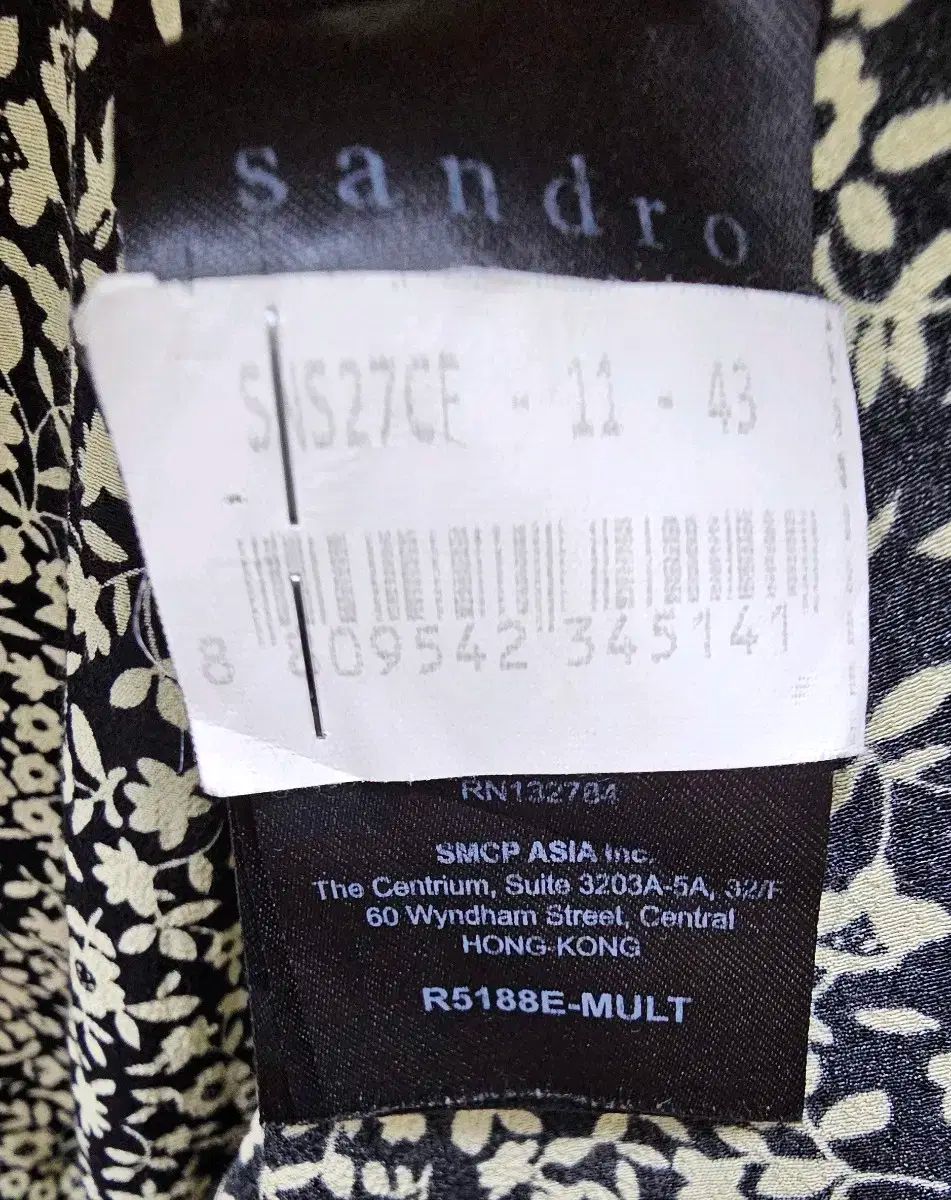 sandro
SNS27CE - 11 - 43
8 809542 345141
RN132784
SMCP ASIA Inc.
The Centrium, Suite 3203A-5A, 32/F
60 Wyndham Street, Central
HONG-KONG
R5188E-MULT